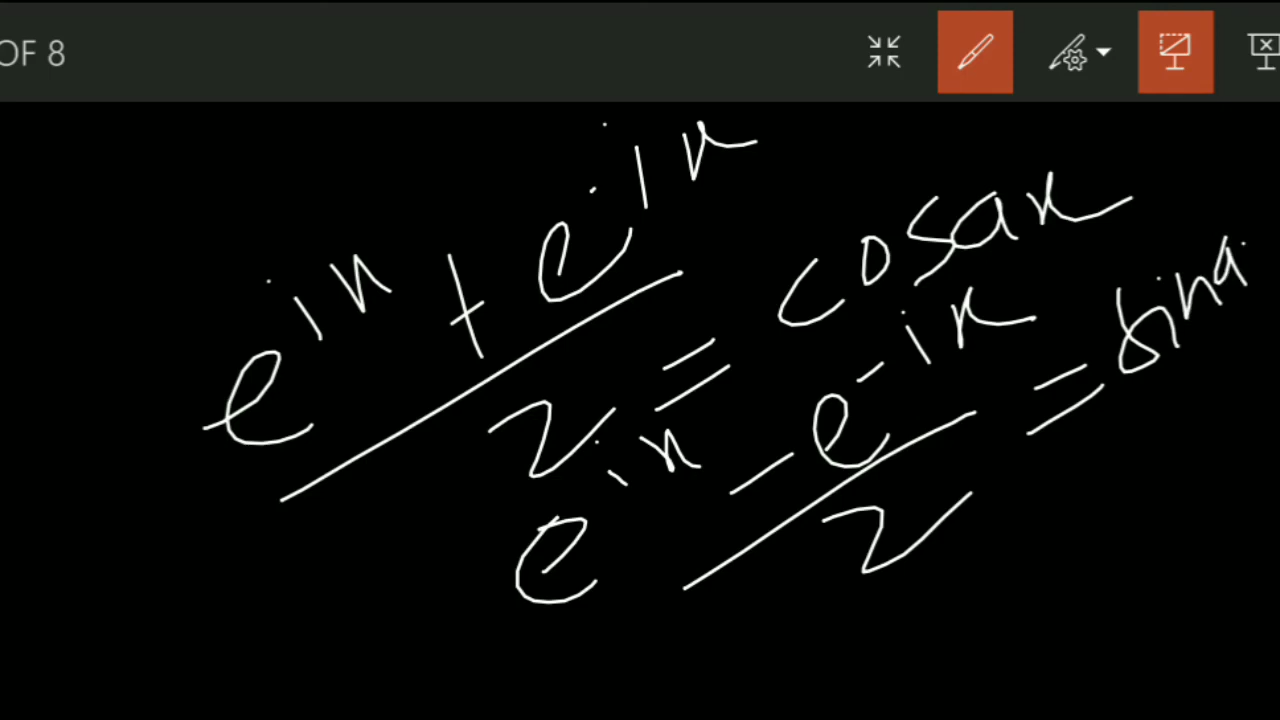 OF 8
e^{ix} + e^{-ix} / 2 = cosax
e^{ix} - e^{-ix} / 2 = sina